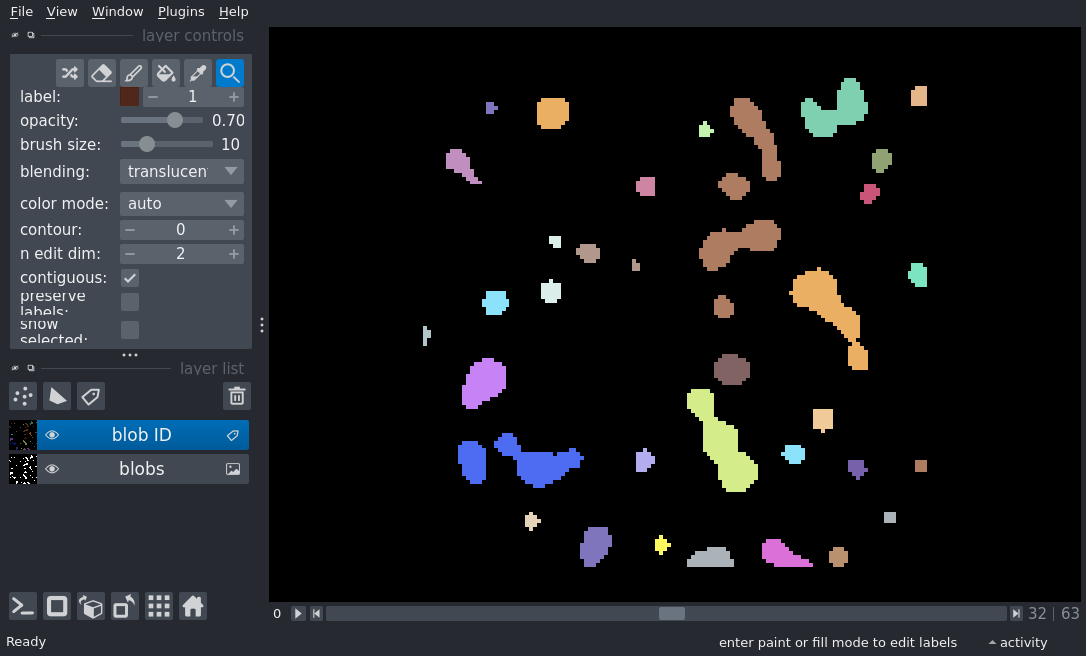 File View Window Plugins Help
layer controls
label: − 1 +
opacity: 0.70
brush size: 10
blending: translucen
color mode: auto
contour: − 0 +
n edit dim: − 2 +
contiguous:
preserve
labels:
show
selected:
layer list
blob ID
blobs
0 32 | 63
Ready enter paint or fill mode to edit labels activity